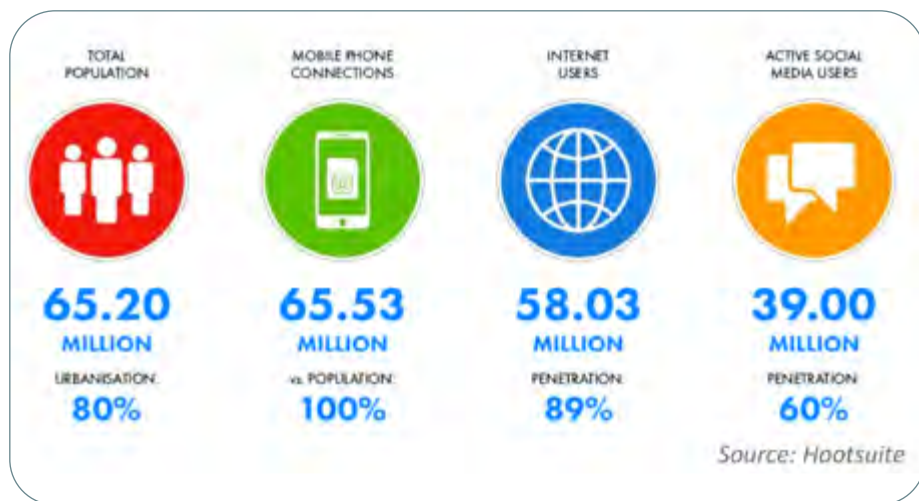 TOTAL
POPULATION
MOBILE PHONE
CONNECTIONS
INTERNET
USERS
ACTIVE SOCIAL
MEDIA USERS
65.20
MILLION
URBANISATION:
80%
65.53
MILLION
vs. POPULATION:
100%
58.03
MILLION
PENETRATION:
89%
39.00
MILLION
PENETRATION:
60%
Source: Hootsuite